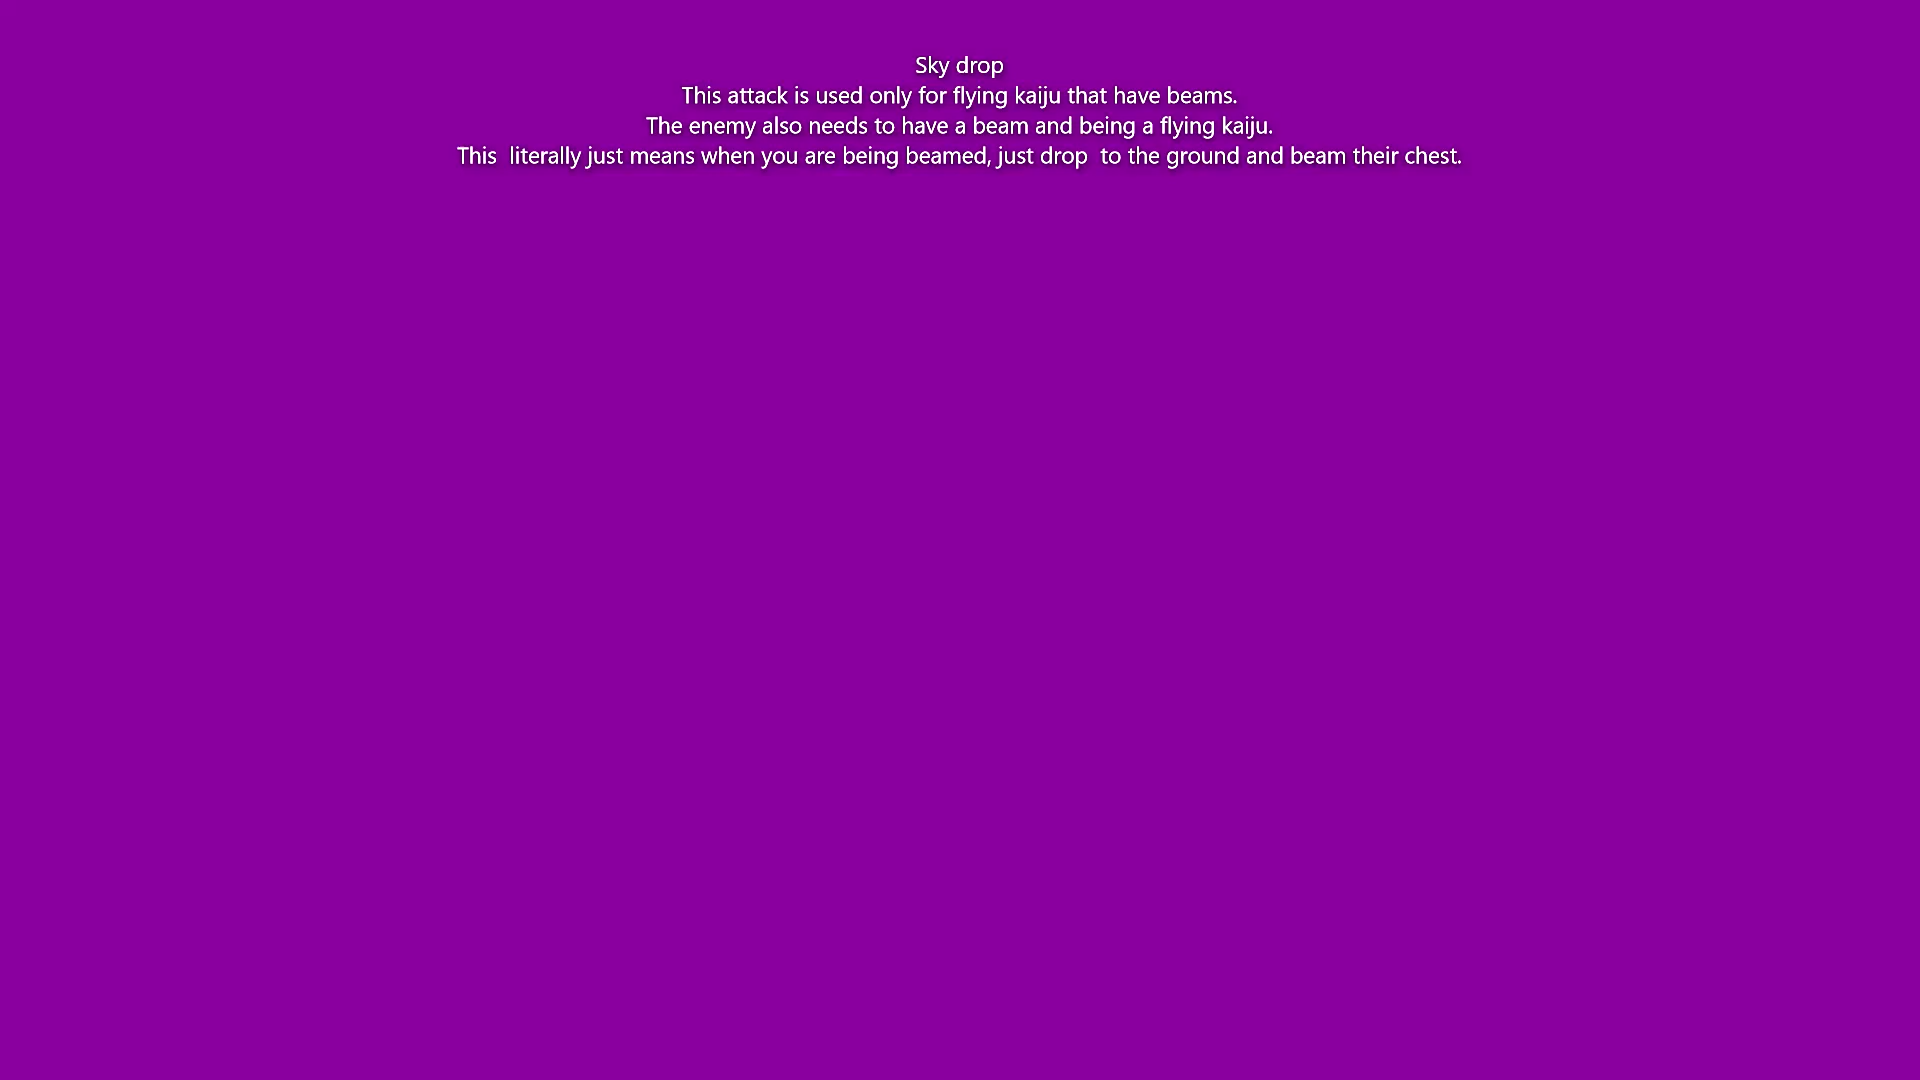 Sky drop
This attack is used only for flying kaiju that have beams.
The enemy also needs to have a beam and being a flying kaiju.
This  literally just means when you are being beamed, just drop  to the ground and beam their chest.